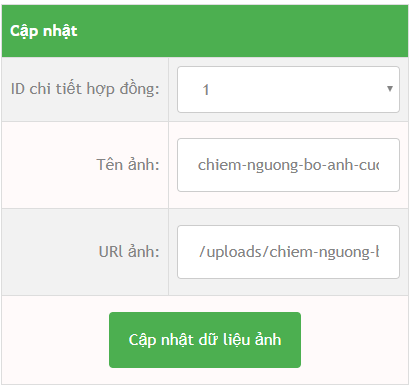 Cập nhật
ID chi tiết hợp đồng: 1
Tên ảnh: chiem-nguong-bo-anh-cuc
URl ảnh: /uploads/chiem-nguong-b
Cập nhật dữ liệu ảnh